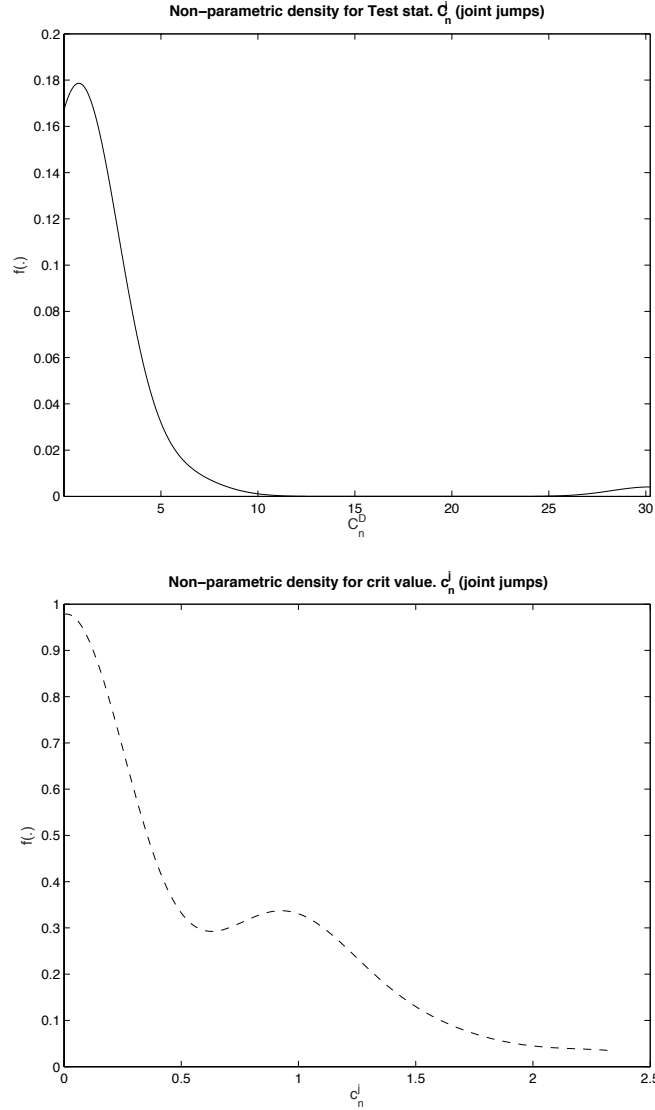 Non−parametric density for Test stat. C_n^j (joint jumps)
0.2
0.18
0.16
0.14
0.12
0.1
0.08
0.06
0.04
0.02
0
f(.)
5 10 15 20 25 30
C_n^D
Non−parametric density for crit value. c_n^j (joint jumps)
1
0.9
0.8
0.7
0.6
0.5
0.4
0.3
0.2
0.1
0
f(.)
0 0.5 1 1.5 2 2.5
c_n^j